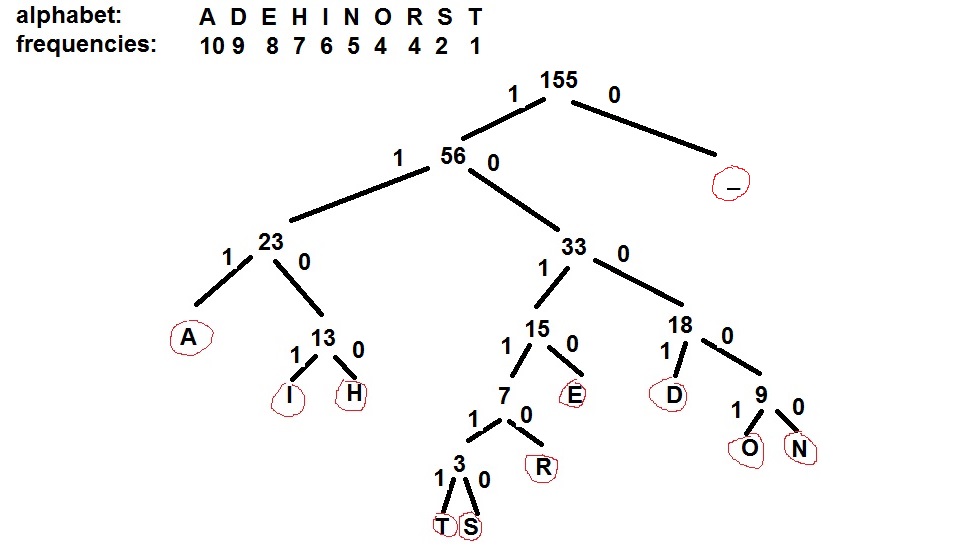 alphabet: A D E H I N O R S T
frequencies: 10 9 8 7 6 5 4 4 2 1
155
1 0
56
1 0
_
23 33
1 0 1 0
A 13 15 18
1 0 1 0 1 0
I H 7 E D 9
1 0 1 0
3 R O N
1 0
T S